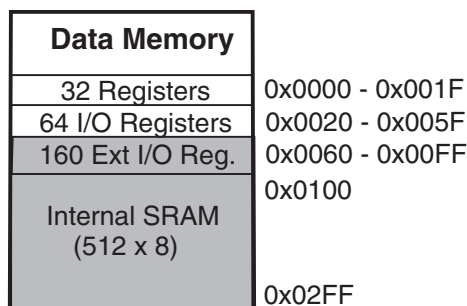 Data Memory
32 Registers 0x0000 - 0x001F
64 I/O Registers 0x0020 - 0x005F
160 Ext I/O Reg. 0x0060 - 0x00FF
0x0100
Internal SRAM
(512 x 8)
0x02FF